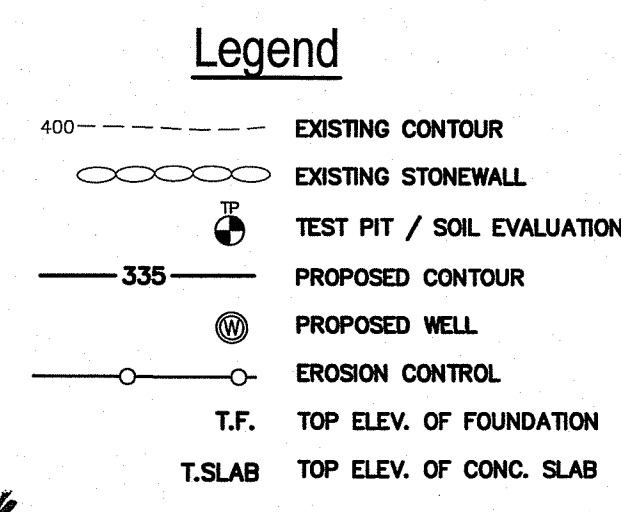 Legend
400 EXISTING CONTOUR
EXISTING STONEWALL
TP TEST PIT / SOIL EVALUATION
335 PROPOSED CONTOUR
W PROPOSED WELL
EROSION CONTROL
T.F. TOP ELEV. OF FOUNDATION
T.SLAB TOP ELEV. OF CONC. SLAB